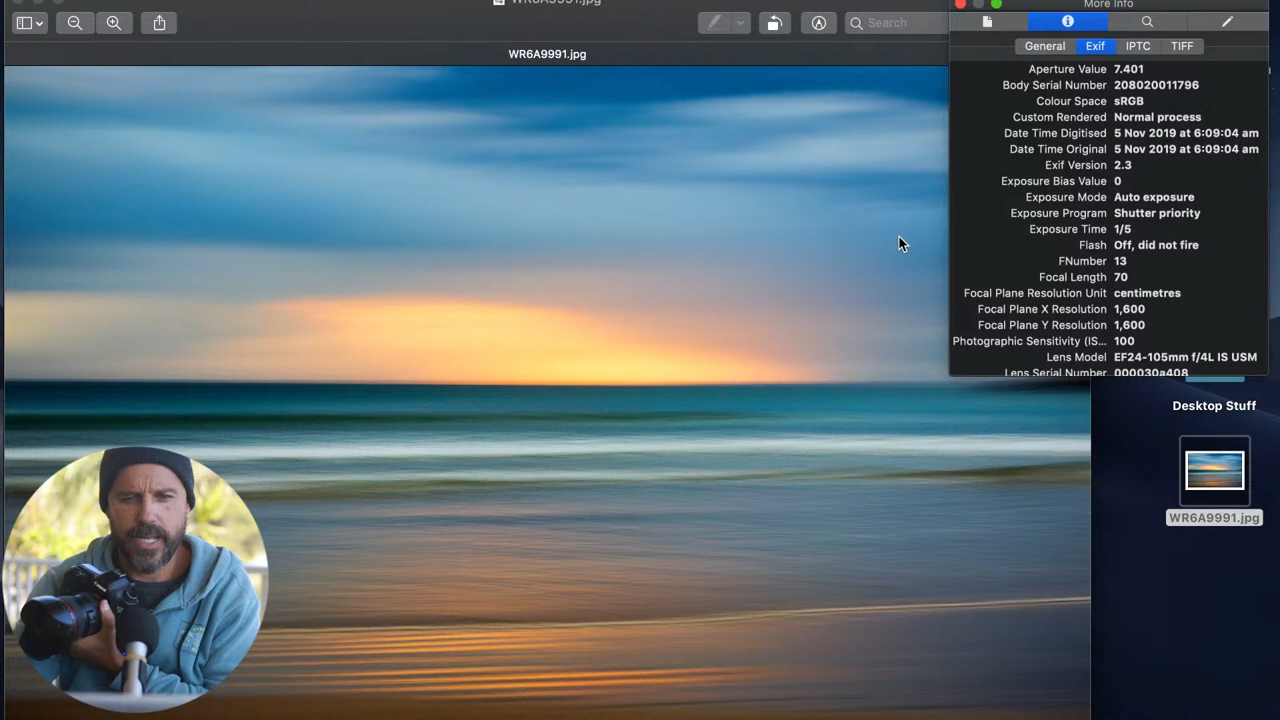 WR6A9991.jpg
More Info
Search
WR6A9991.jpg
General Exif IPTC TIFF
Aperture Value 7.401
Body Serial Number 208020011796
Colour Space sRGB
Custom Rendered Normal process
Date Time Digitised 5 Nov 2019 at 6:09:04 am
Date Time Original 5 Nov 2019 at 6:09:04 am
Exif Version 2.3
Exposure Bias Value 0
Exposure Mode Auto exposure
Exposure Program Shutter priority
Exposure Time 1/5
Flash Off, did not fire
FNumber 13
Focal Length 70
Focal Plane Resolution Unit centimetres
Focal Plane X Resolution 1,600
Focal Plane Y Resolution 1,600
Photographic Sensitivity (IS... 100
Lens Model EF24-105mm f/4L IS USM
Lens Serial Number 000030a408
Desktop Stuff
WR6A9991.jpg